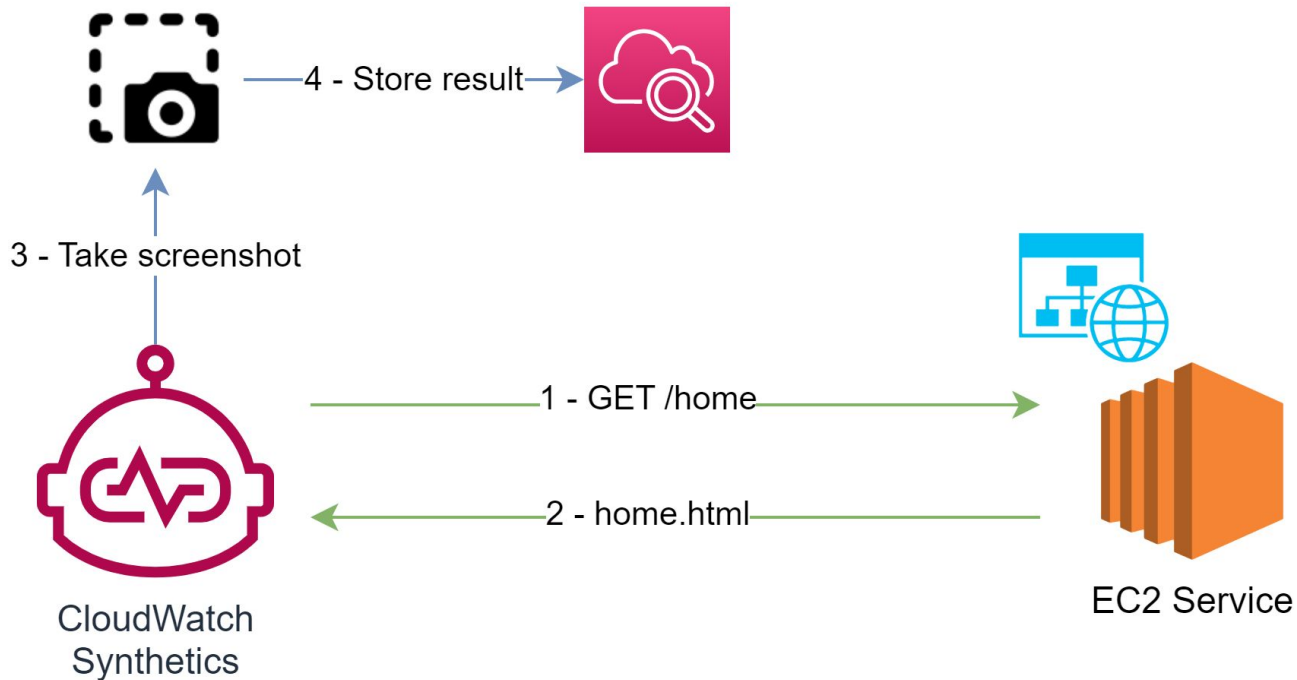 4 - Store result
3 - Take screenshot
1 - GET /home
2 - home.html
CloudWatch
Synthetics
EC2 Service